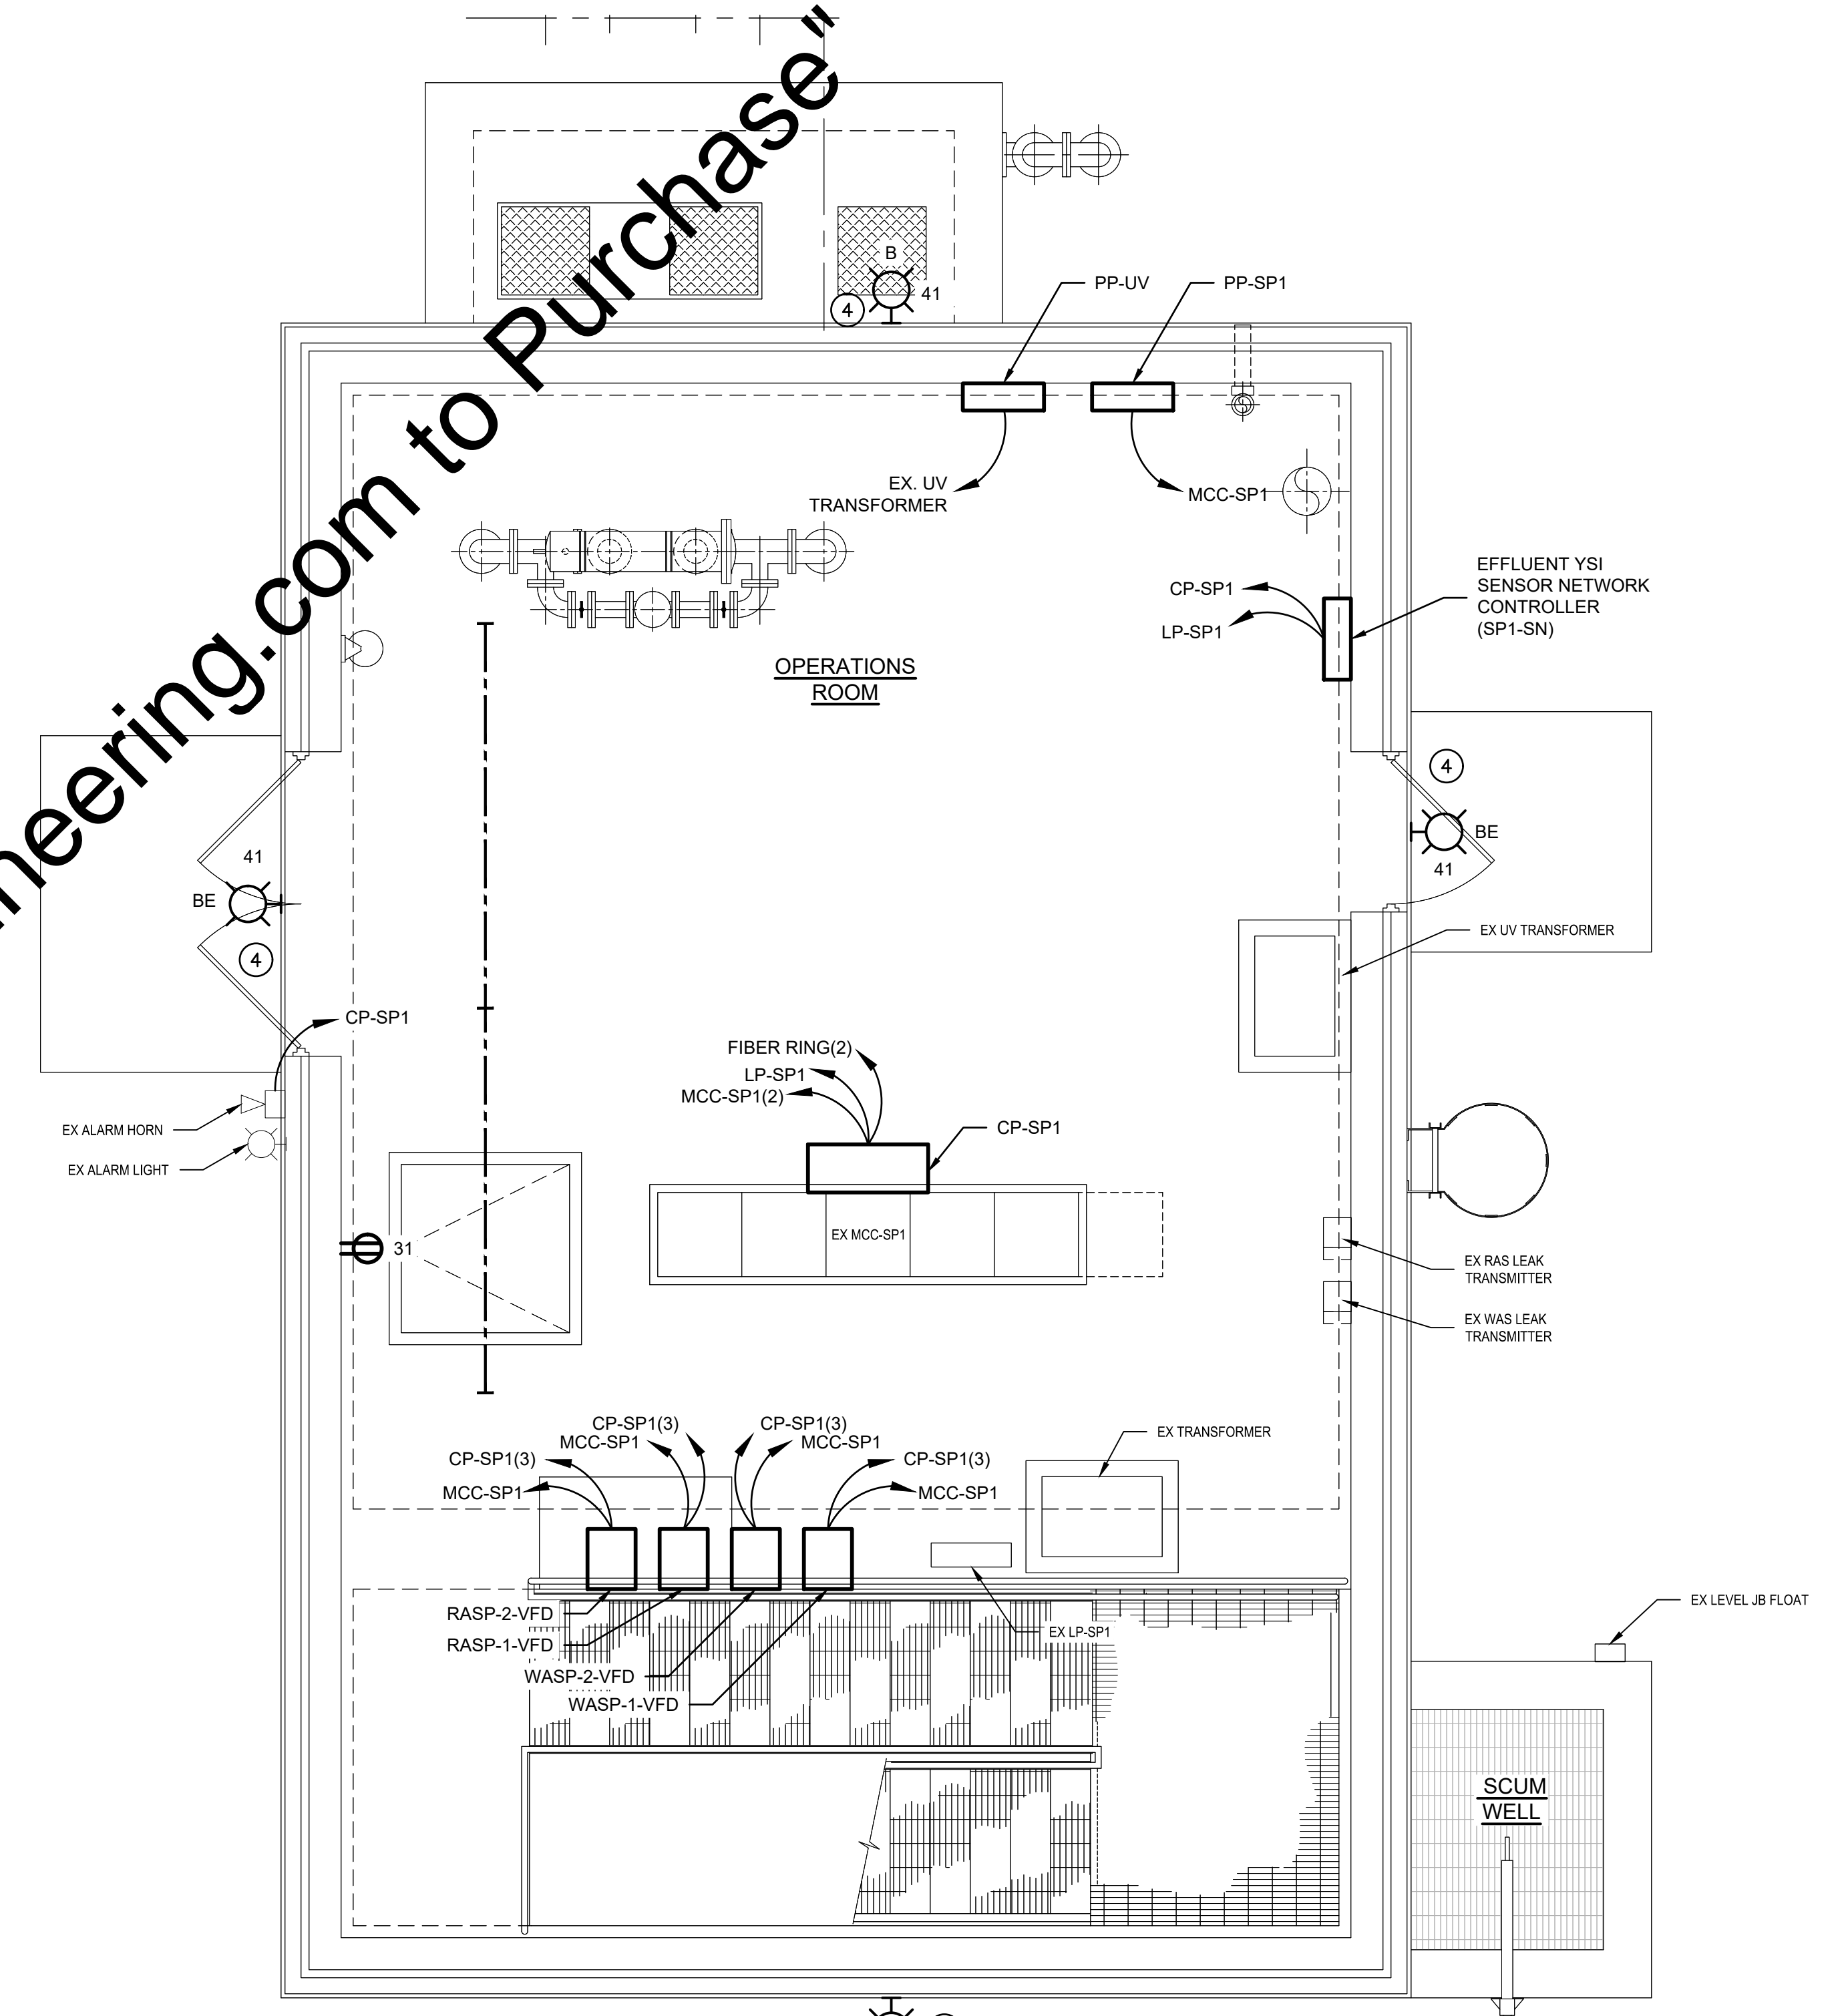 neering.com to Purchase"
B
41
4
PP-UV
PP-SP1
EX. UV
TRANSFORMER
MCC-SP1
CP-SP1
LP-SP1
EFFLUENT YSI
SENSOR NETWORK
CONTROLLER
(SP1-SN)
OPERATIONS
ROOM
4
BE
41
41
BE
4
EX UV TRANSFORMER
CP-SP1
FIBER RING(2)
LP-SP1
MCC-SP1(2)
CP-SP1
EX ALARM HORN
EX ALARM LIGHT
31
EX MCC-SP1
EX RAS LEAK
TRANSMITTER
EX WAS LEAK
TRANSMITTER
CP-SP1(3)
MCC-SP1
CP-SP1(3)
MCC-SP1
CP-SP1(3)
MCC-SP1
CP-SP1(3)
MCC-SP1
EX TRANSFORMER
RASP-2-VFD
RASP-1-VFD
WASP-2-VFD
WASP-1-VFD
EX LP-SP1
EX LEVEL JB FLOAT
SCUM
WELL